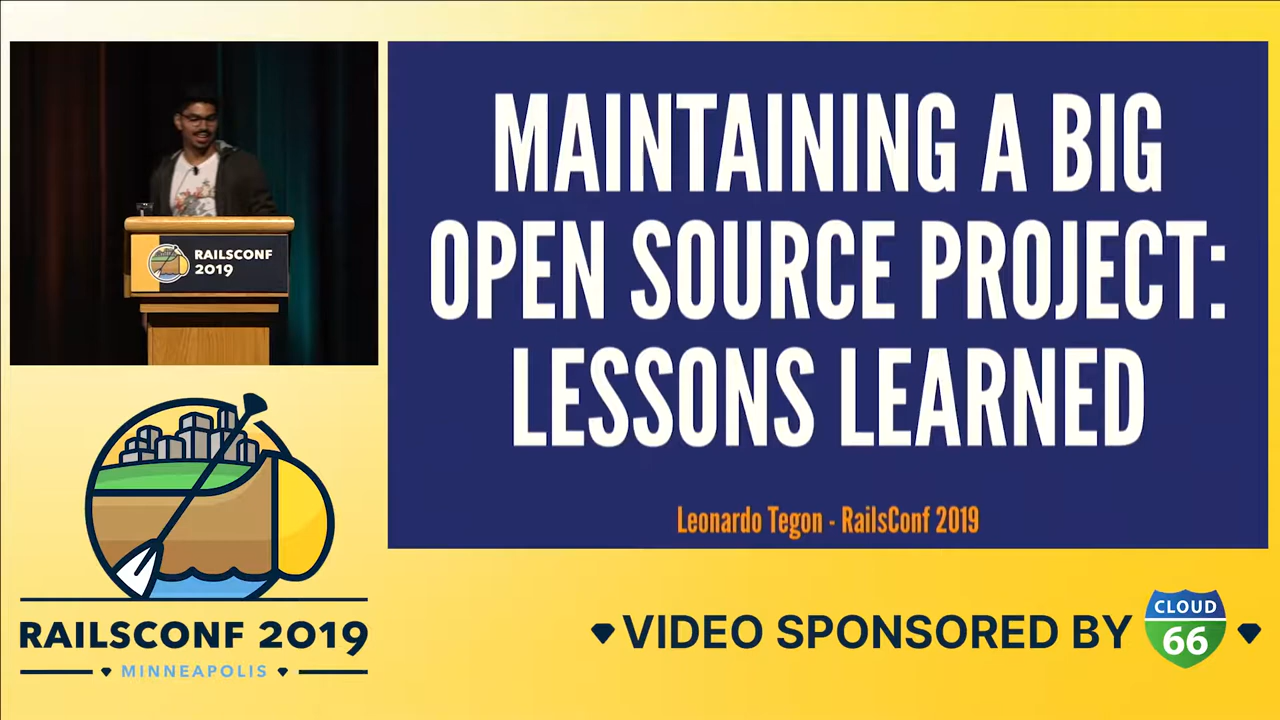 RAILSCONF
2019
MAINTAINING A BIG
OPEN SOURCE PROJECT:
LESSONS LEARNED
Leonardo Tegon - RailsConf 2019
RAILSCONF 2019
MINNEAPOLIS
VIDEO SPONSORED BY
CLOUD
66